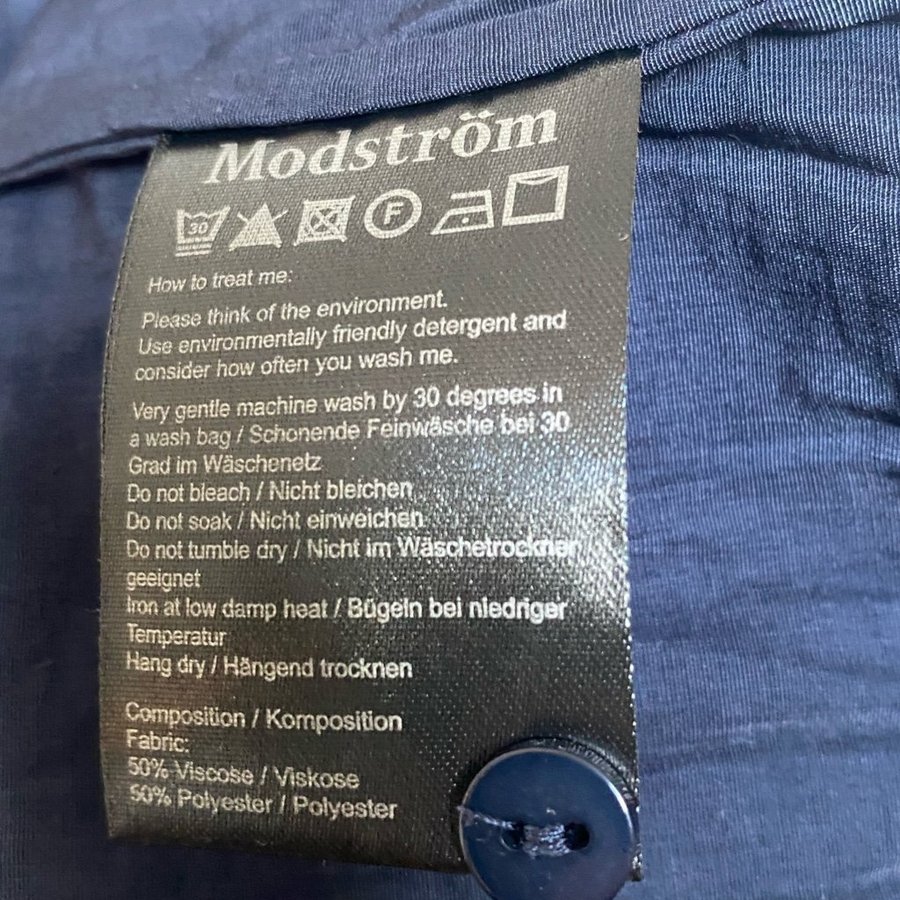 Modström
30
F
How to treat me:
Please think of the environment.
Use environmentally friendly detergent and
consider how often you wash me.
Very gentle machine wash by 30 degrees in
a wash bag / Schonende Feinwäsche bei 30
Grad im Wäschenetz
Do not bleach / Nicht bleichen
Do not soak / Nicht einweichen
Do not tumble dry / Nicht im Wäschetrockner
geeignet
Iron at low damp heat / Bügeln bei niedriger
Temperatur
Hang dry / Hängend trocknen
Composition / Komposition
Fabric:
50% Viscose / Viskose
50% Polyester / Polyester